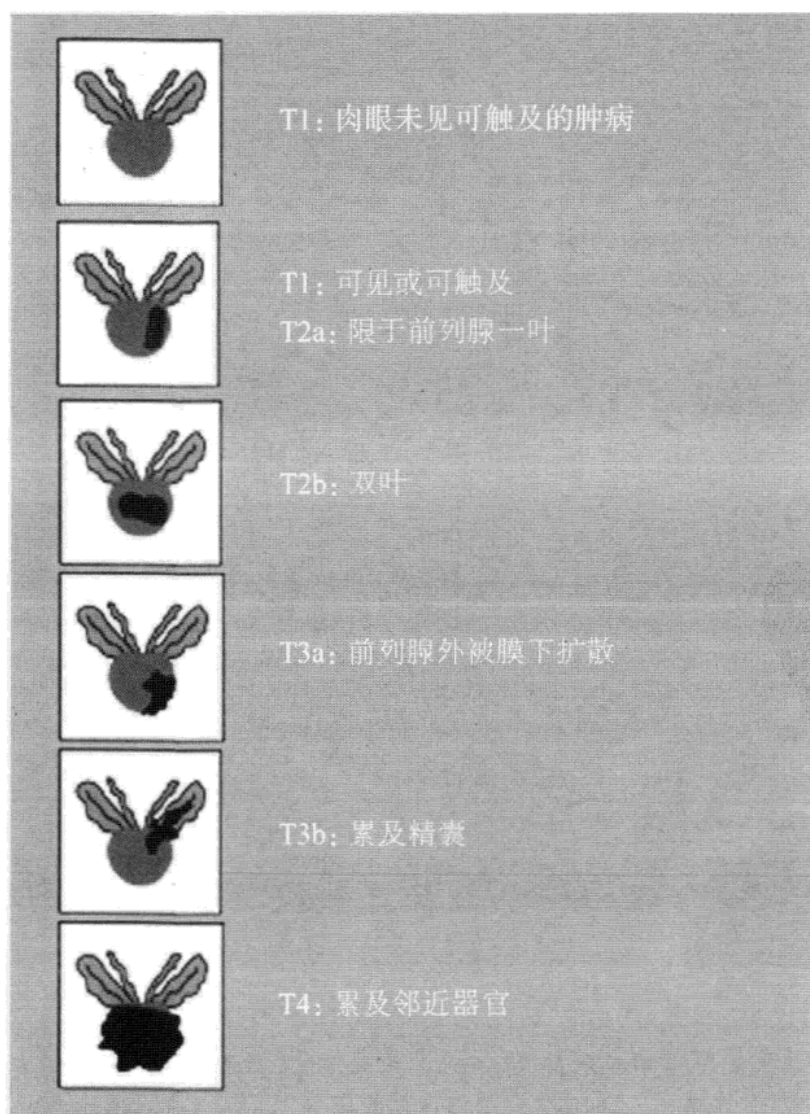 T1: 肉眼未见可触及的肿病
T1: 可见或可触及
T2a: 限于前列腺一叶
T2b: 双叶
T3a: 前列腺外被膜下扩散
T3b: 累及精囊
T4: 累及邻近器官